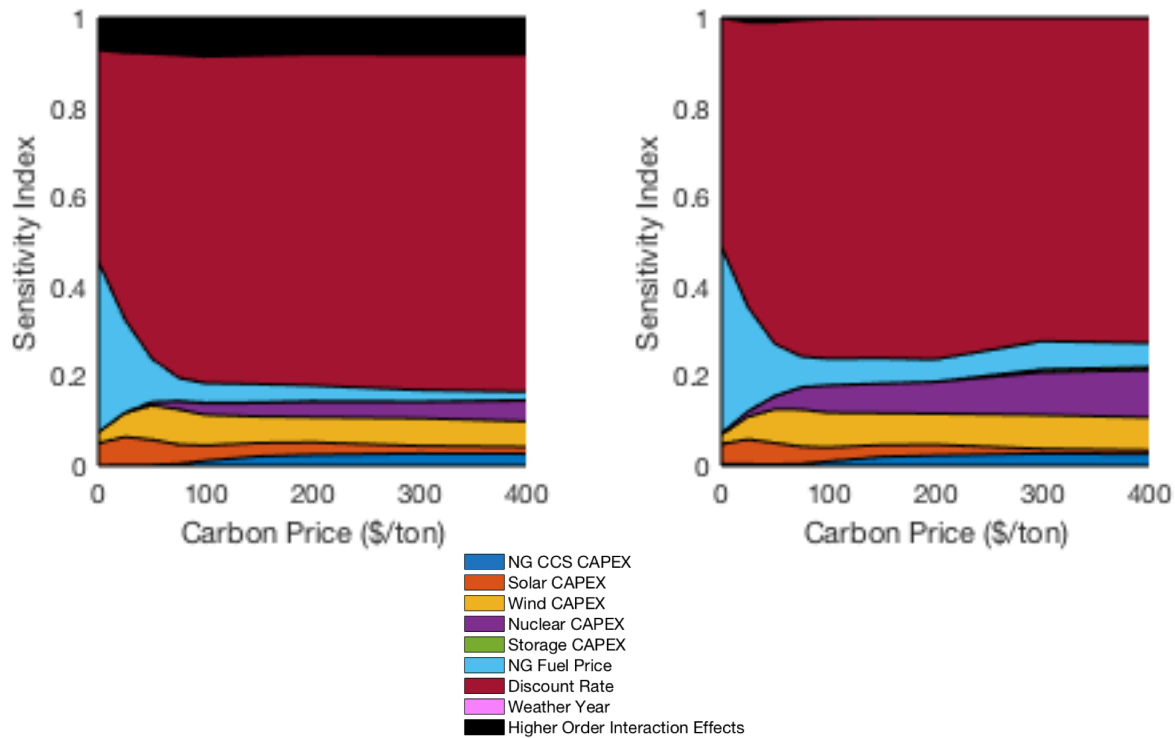 1
0.8
0.6
0.4
0.2
0
Sensitivity Index
0 100 200 300 400
Carbon Price ($/ton)
1
0.8
0.6
0.4
0.2
0
Sensitivity Index
0 100 200 300 400
Carbon Price ($/ton)
NG CCS CAPEX
Solar CAPEX
Wind CAPEX
Nuclear CAPEX
Storage CAPEX
NG Fuel Price
Discount Rate
Weather Year
Higher Order Interaction Effects